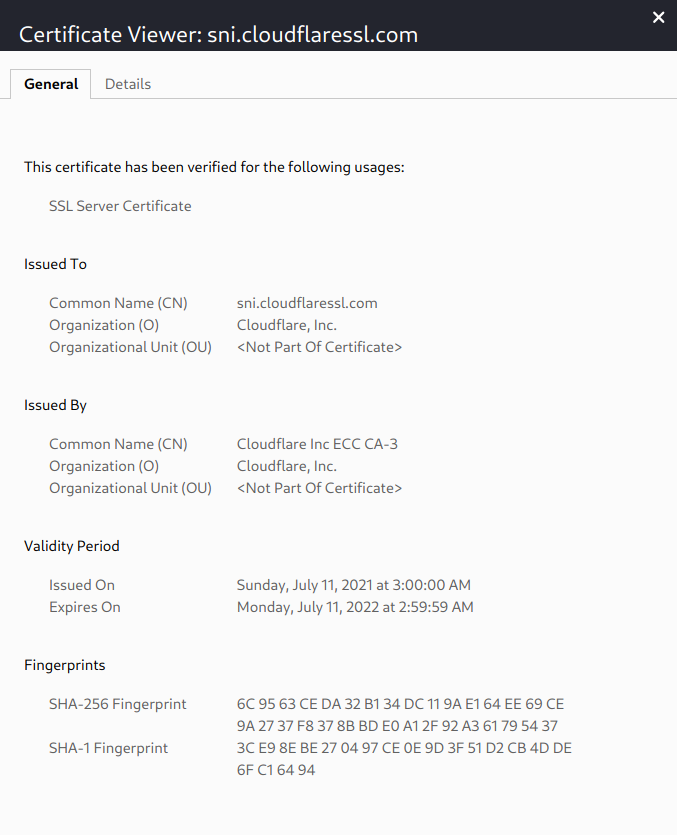 Certificate Viewer: sni.cloudflaressl.com
General Details
This certificate has been verified for the following usages:
SSL Server Certificate
Issued To
Common Name (CN) sni.cloudflaressl.com
Organization (O) Cloudflare, Inc.
Organizational Unit (OU) <Not Part Of Certificate>
Issued By
Common Name (CN) Cloudflare Inc ECC CA-3
Organization (O) Cloudflare, Inc.
Organizational Unit (OU) <Not Part Of Certificate>
Validity Period
Issued On Sunday, July 11, 2021 at 3:00:00 AM
Expires On Monday, July 11, 2022 at 2:59:59 AM
Fingerprints
SHA-256 Fingerprint 6C 95 63 CE DA 32 B1 34 DC 11 9A E1 64 EE 69 CE
9A 27 37 F8 37 8B BD E0 A1 2F 92 A3 61 79 54 37
SHA-1 Fingerprint 3C E9 8E BE 27 04 97 CE 0E 9D 3F 51 D2 CB 4D DE
6F C1 64 94